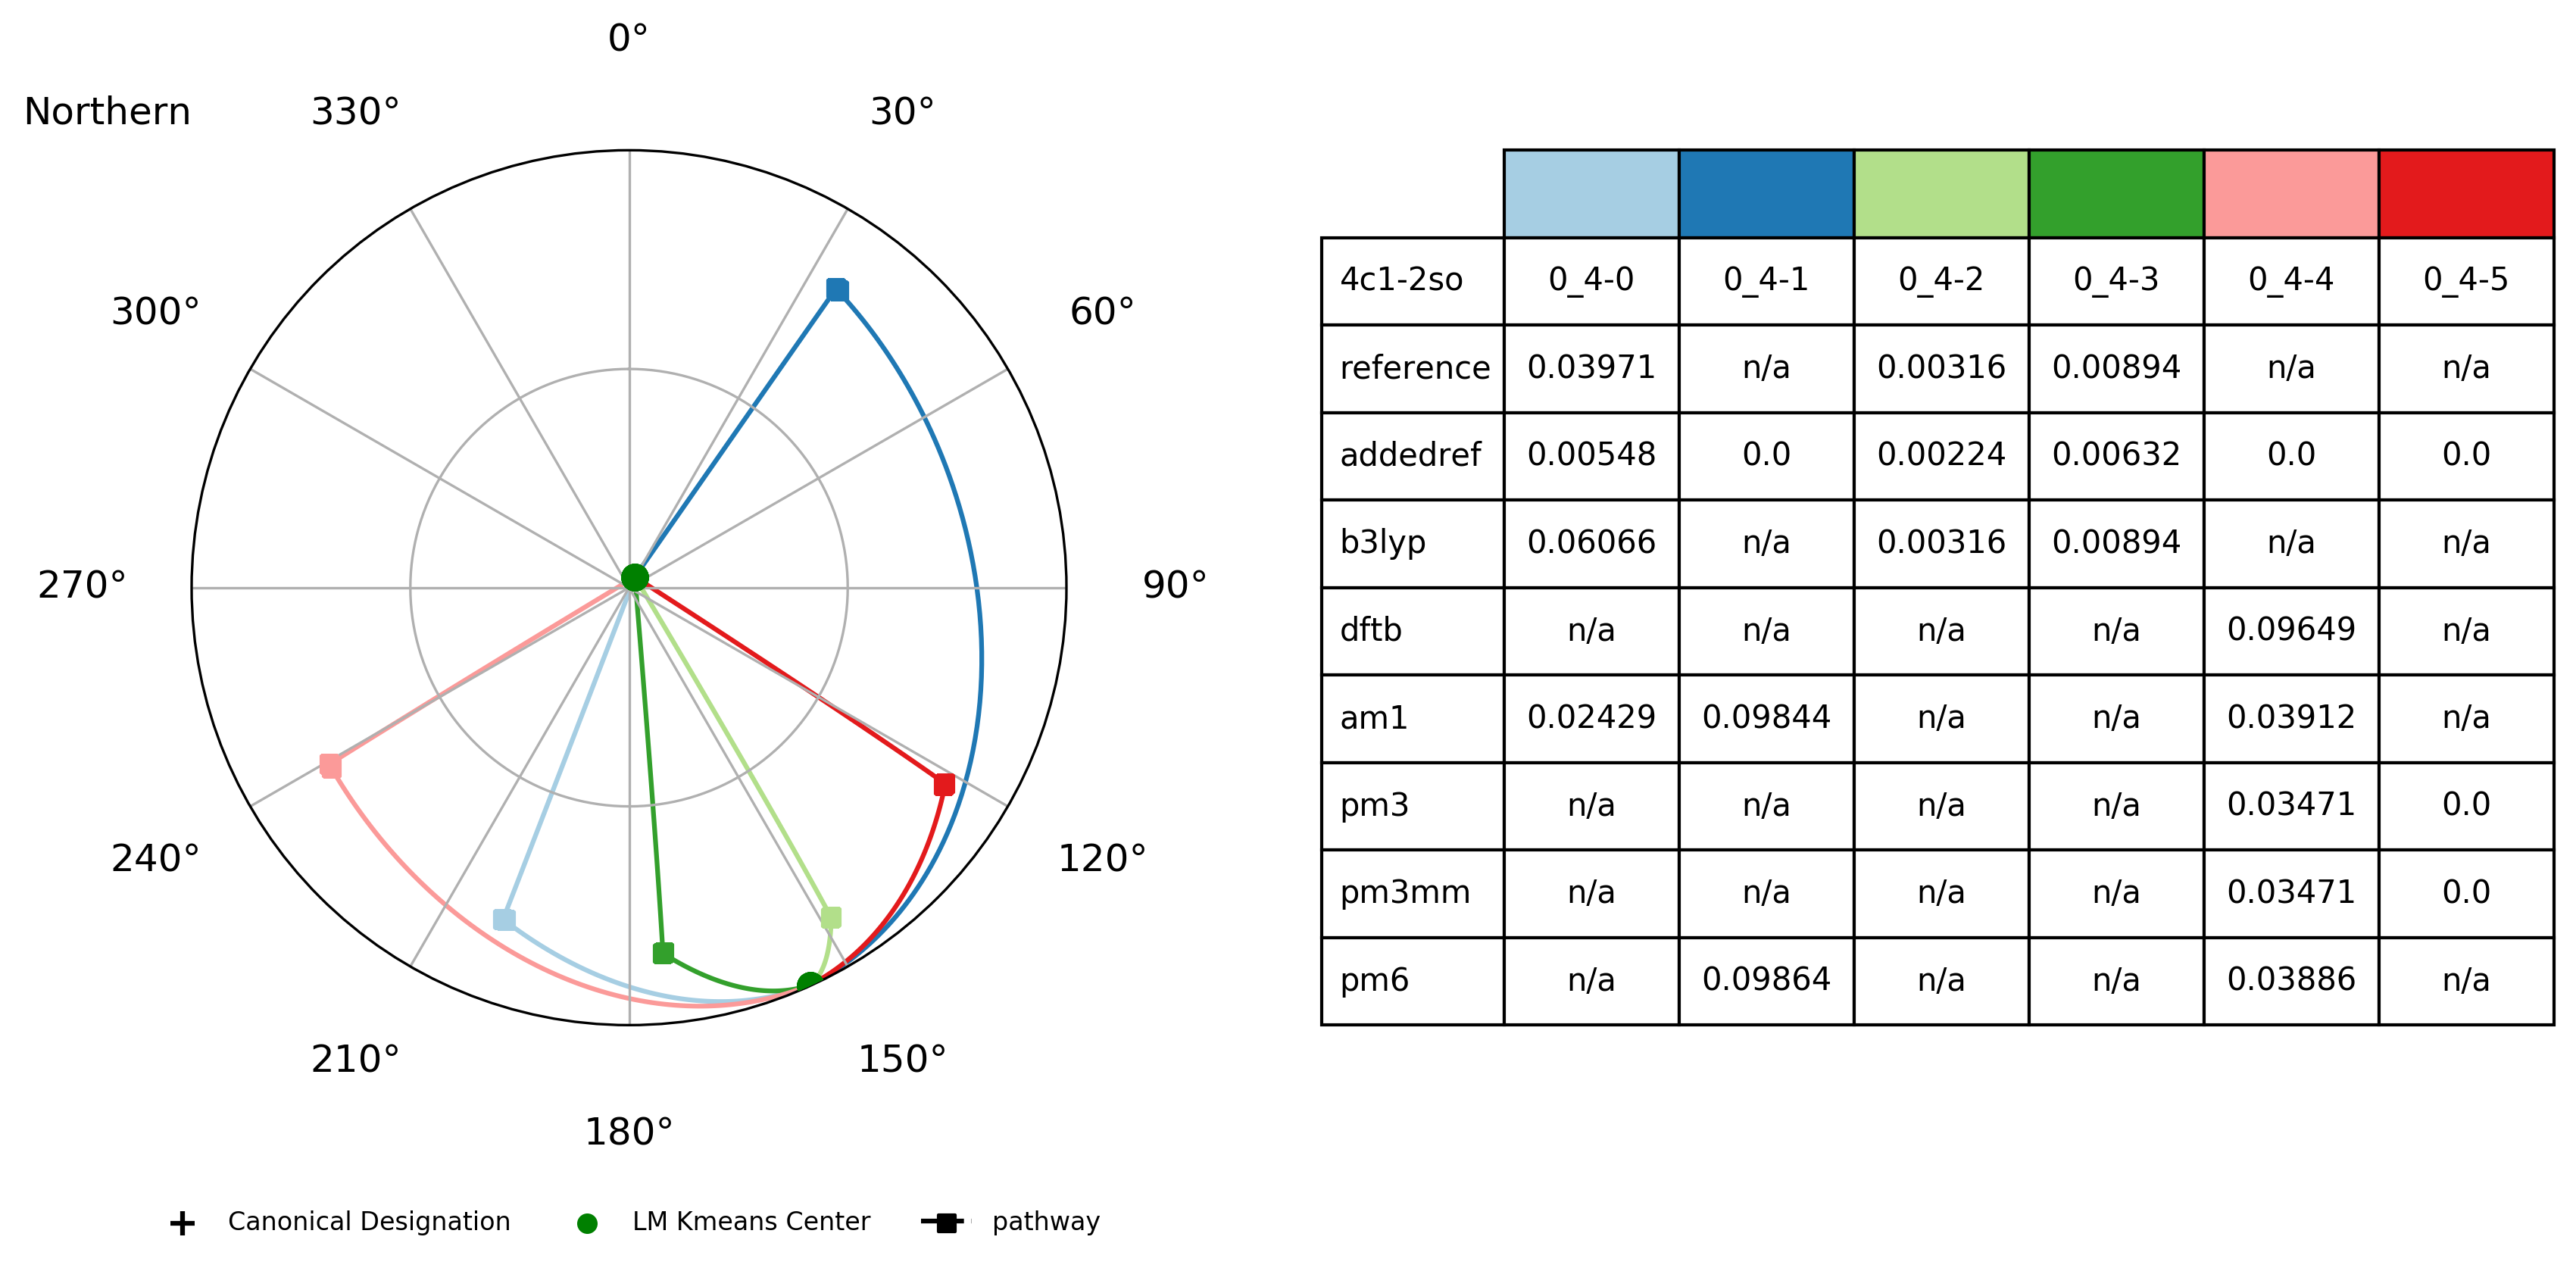 0°
Northern
330°
30°
300°
60°
270°
90°
240°
120°
210°
150°
180°
Canonical Designation
LM Kmeans Center
pathway
4c1-2so 0_4-0 0_4-1 0_4-2 0_4-3 0_4-4 0_4-5
reference 0.03971 n/a 0.00316 0.00894 n/a n/a
addedref 0.00548 0.0 0.00224 0.00632 0.0 0.0
b3lyp 0.06066 n/a 0.00316 0.00894 n/a n/a
dftb n/a n/a n/a n/a 0.09649 n/a
am1 0.02429 0.09844 n/a n/a 0.03912 n/a
pm3 n/a n/a n/a n/a 0.03471 0.0
pm3mm n/a n/a n/a n/a 0.03471 0.0
pm6 n/a 0.09864 n/a n/a 0.03886 n/a